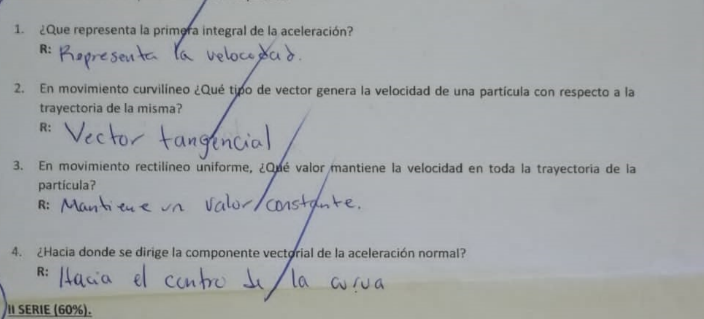 1. ¿Que representa la primera integral de la aceleración?
R: Representa la velocidad.
2. En movimiento curvilíneo ¿Qué tipo de vector genera la velocidad de una partícula con respecto a la
trayectoria de la misma?
R: Vector tangencial
3. En movimiento rectilíneo uniforme, ¿Qué valor mantiene la velocidad en toda la trayectoria de la
partícula?
R: Mantiene un valor constante.
4. ¿Hacia donde se dirige la componente vectorial de la aceleración normal?
R: Hacia el centro de la curva
II SERIE (60%).